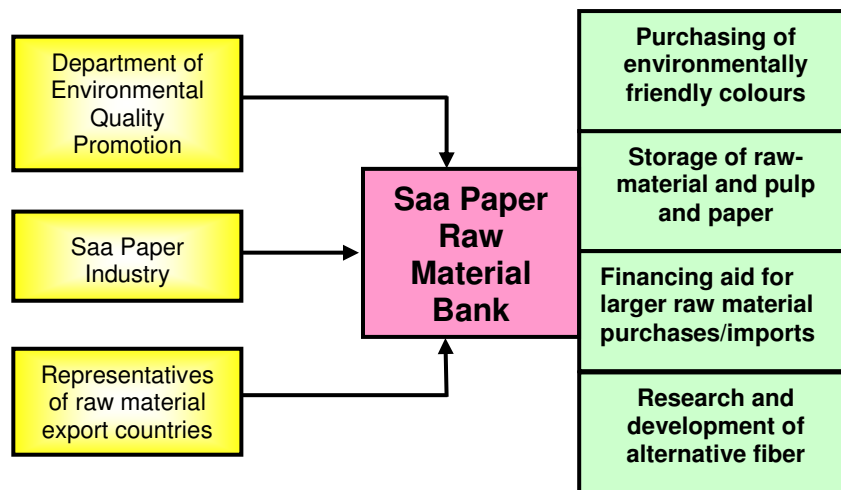 Department of
Environmental
Quality
Promotion
Saa Paper
Industry
Representatives
of raw material
export countries
Saa Paper
Raw
Material
Bank
Purchasing of
environmentally
friendly colours
Storage of raw-
material and pulp
and paper
Financing aid for
larger raw material
purchases/imports
Research and
development of
alternative fiber